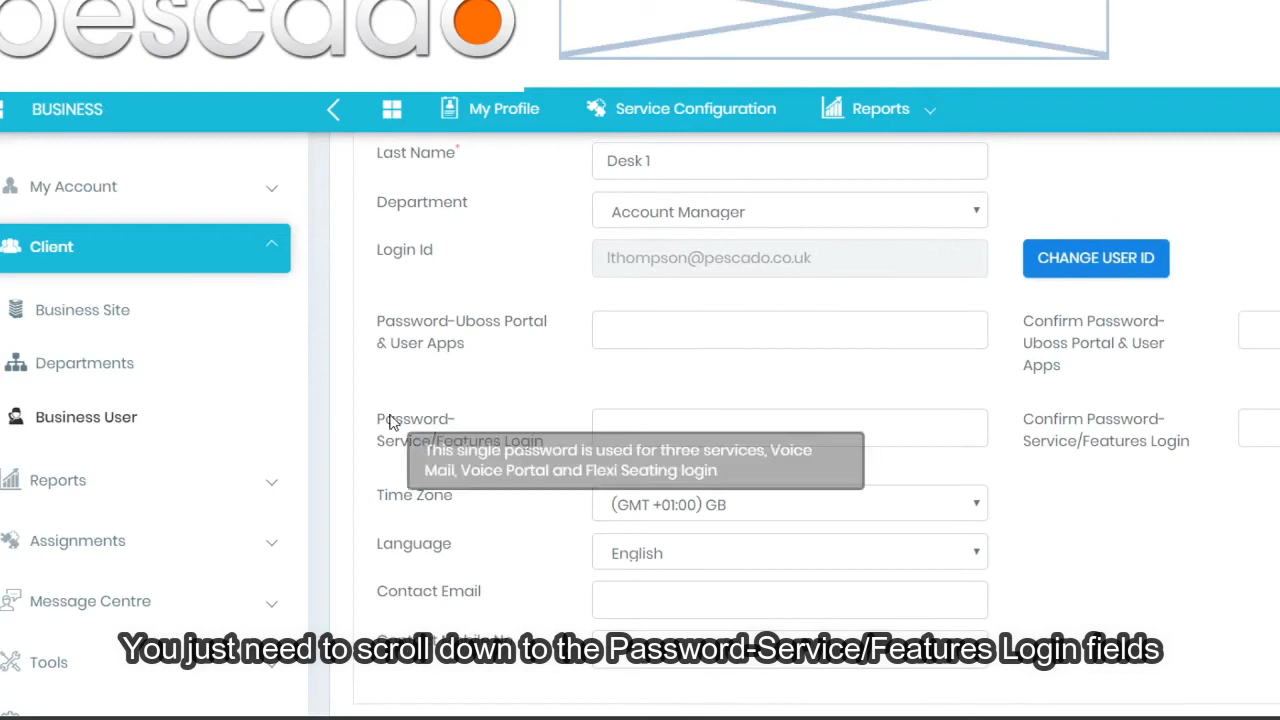 pescado
BUSINESS
My Profile
Service Configuration
Reports
My Account
Client
Business Site
Departments
Business User
Reports
Assignments
Message Centre
Tools
Last Name*
Desk 1
Department
Account Manager
Login Id
lthompson@pescado.co.uk
CHANGE USER ID
Password-Uboss Portal
& User Apps
Confirm Password-
Uboss Portal & User
Apps
Password-
Service/Features Login
Confirm Password-
Service/Features Login
This single password is used for three services, Voice
Mail, Voice Portal and Flexi Seating login
Time Zone
(GMT +01:00) GB
Language
English
Contact Email
You just need to scroll down to the Password-Service/Features Login fields